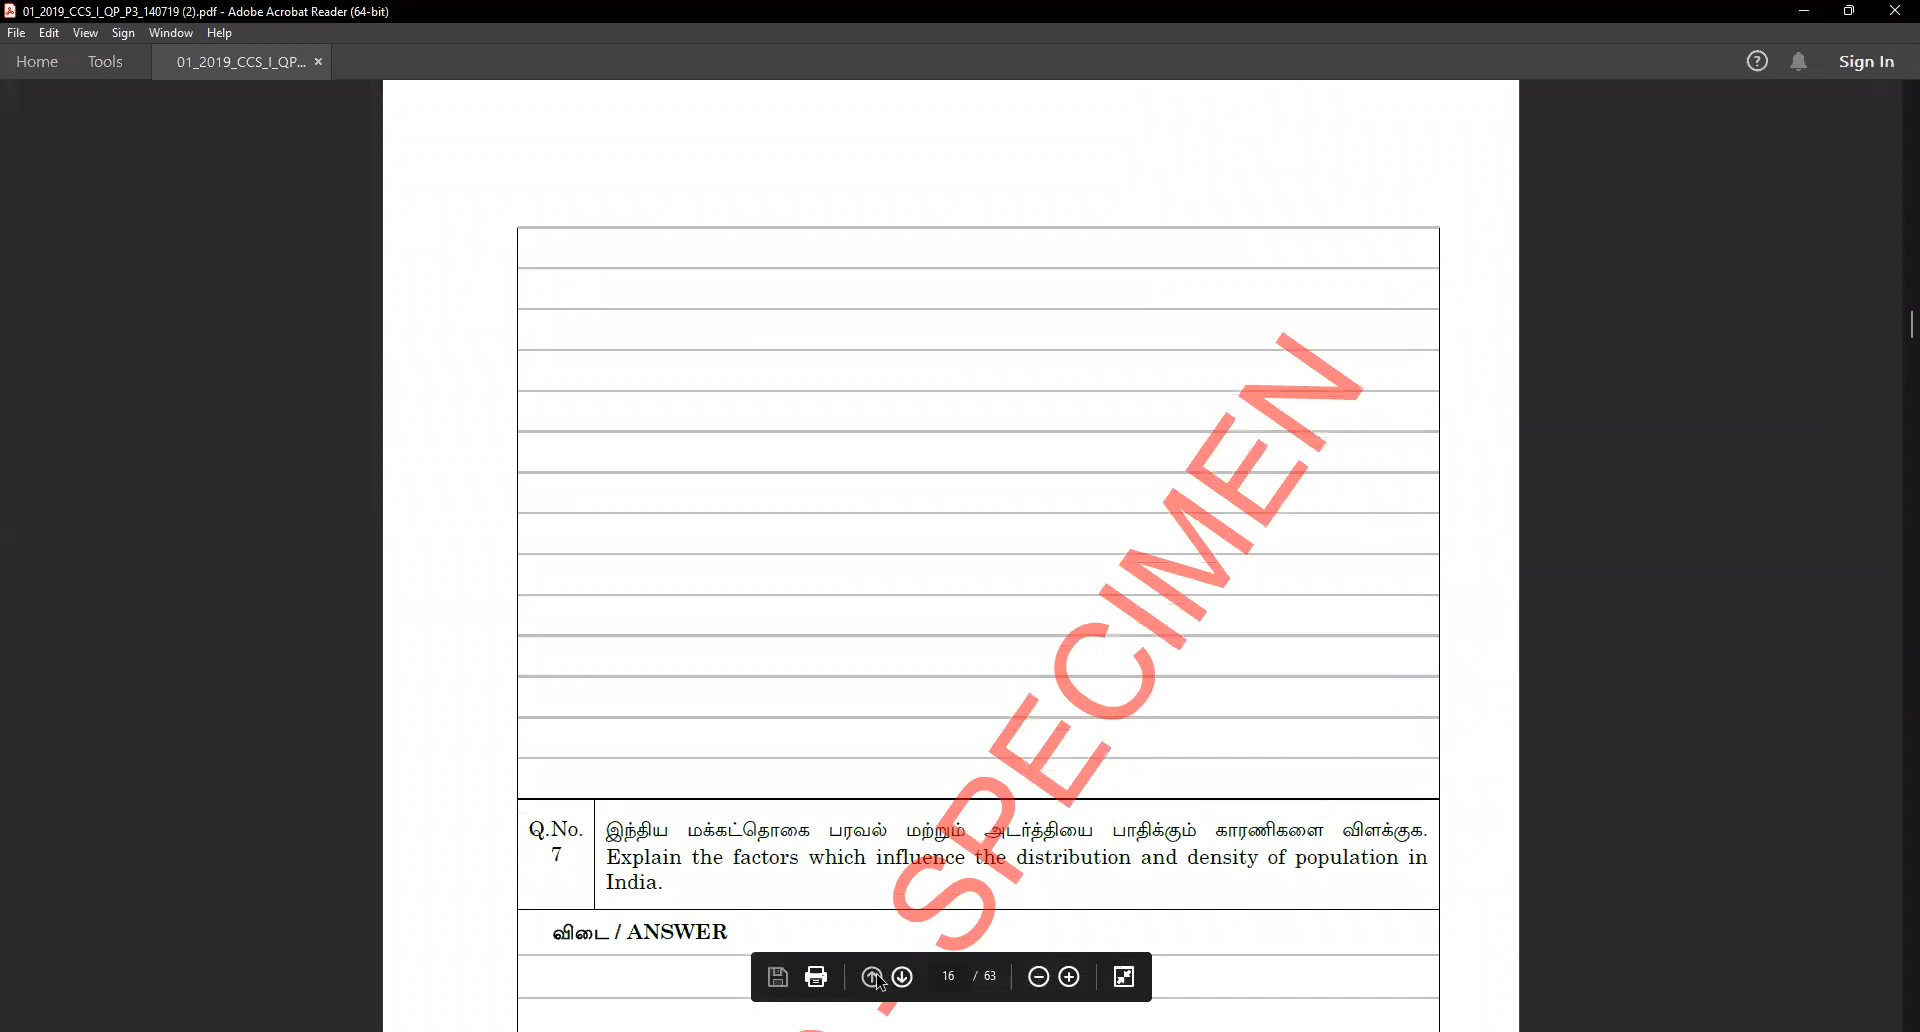 01_2019_CCS_I_QP_P3_140719 (2).pdf - Adobe Acrobat Reader (64-bit)
File Edit View Sign Window Help
Home Tools 01_2019_CCS_I_QP... × ? Sign In
SPECIMEN
Q.No. இந்திய மக்கட்தொகை பரவல் மற்றும் அடர்த்தியை பாதிக்கும் காரணிகளை விளக்குக.
7 Explain the factors which influence the distribution and density of population in
India.
விடை / ANSWER
16 / 63